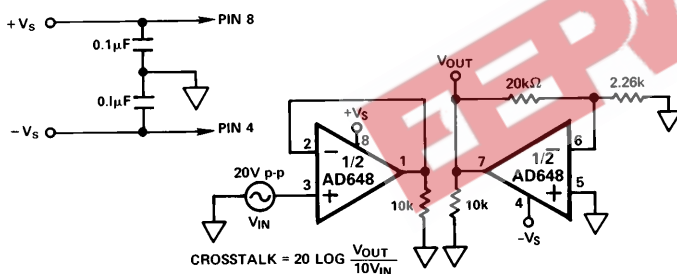 +VS
PIN 8
0.1µF
0.1µF
−VS
PIN 4
VOUT
20kΩ
2.26k
+VS
2
8
−
1/2
AD648
1
3
+
20V p-p
VIN
10k
10k
7
6
−
1/2
AD648
5
+
4
−VS
CROSSTALK = 20 LOG VOUT
10VIN